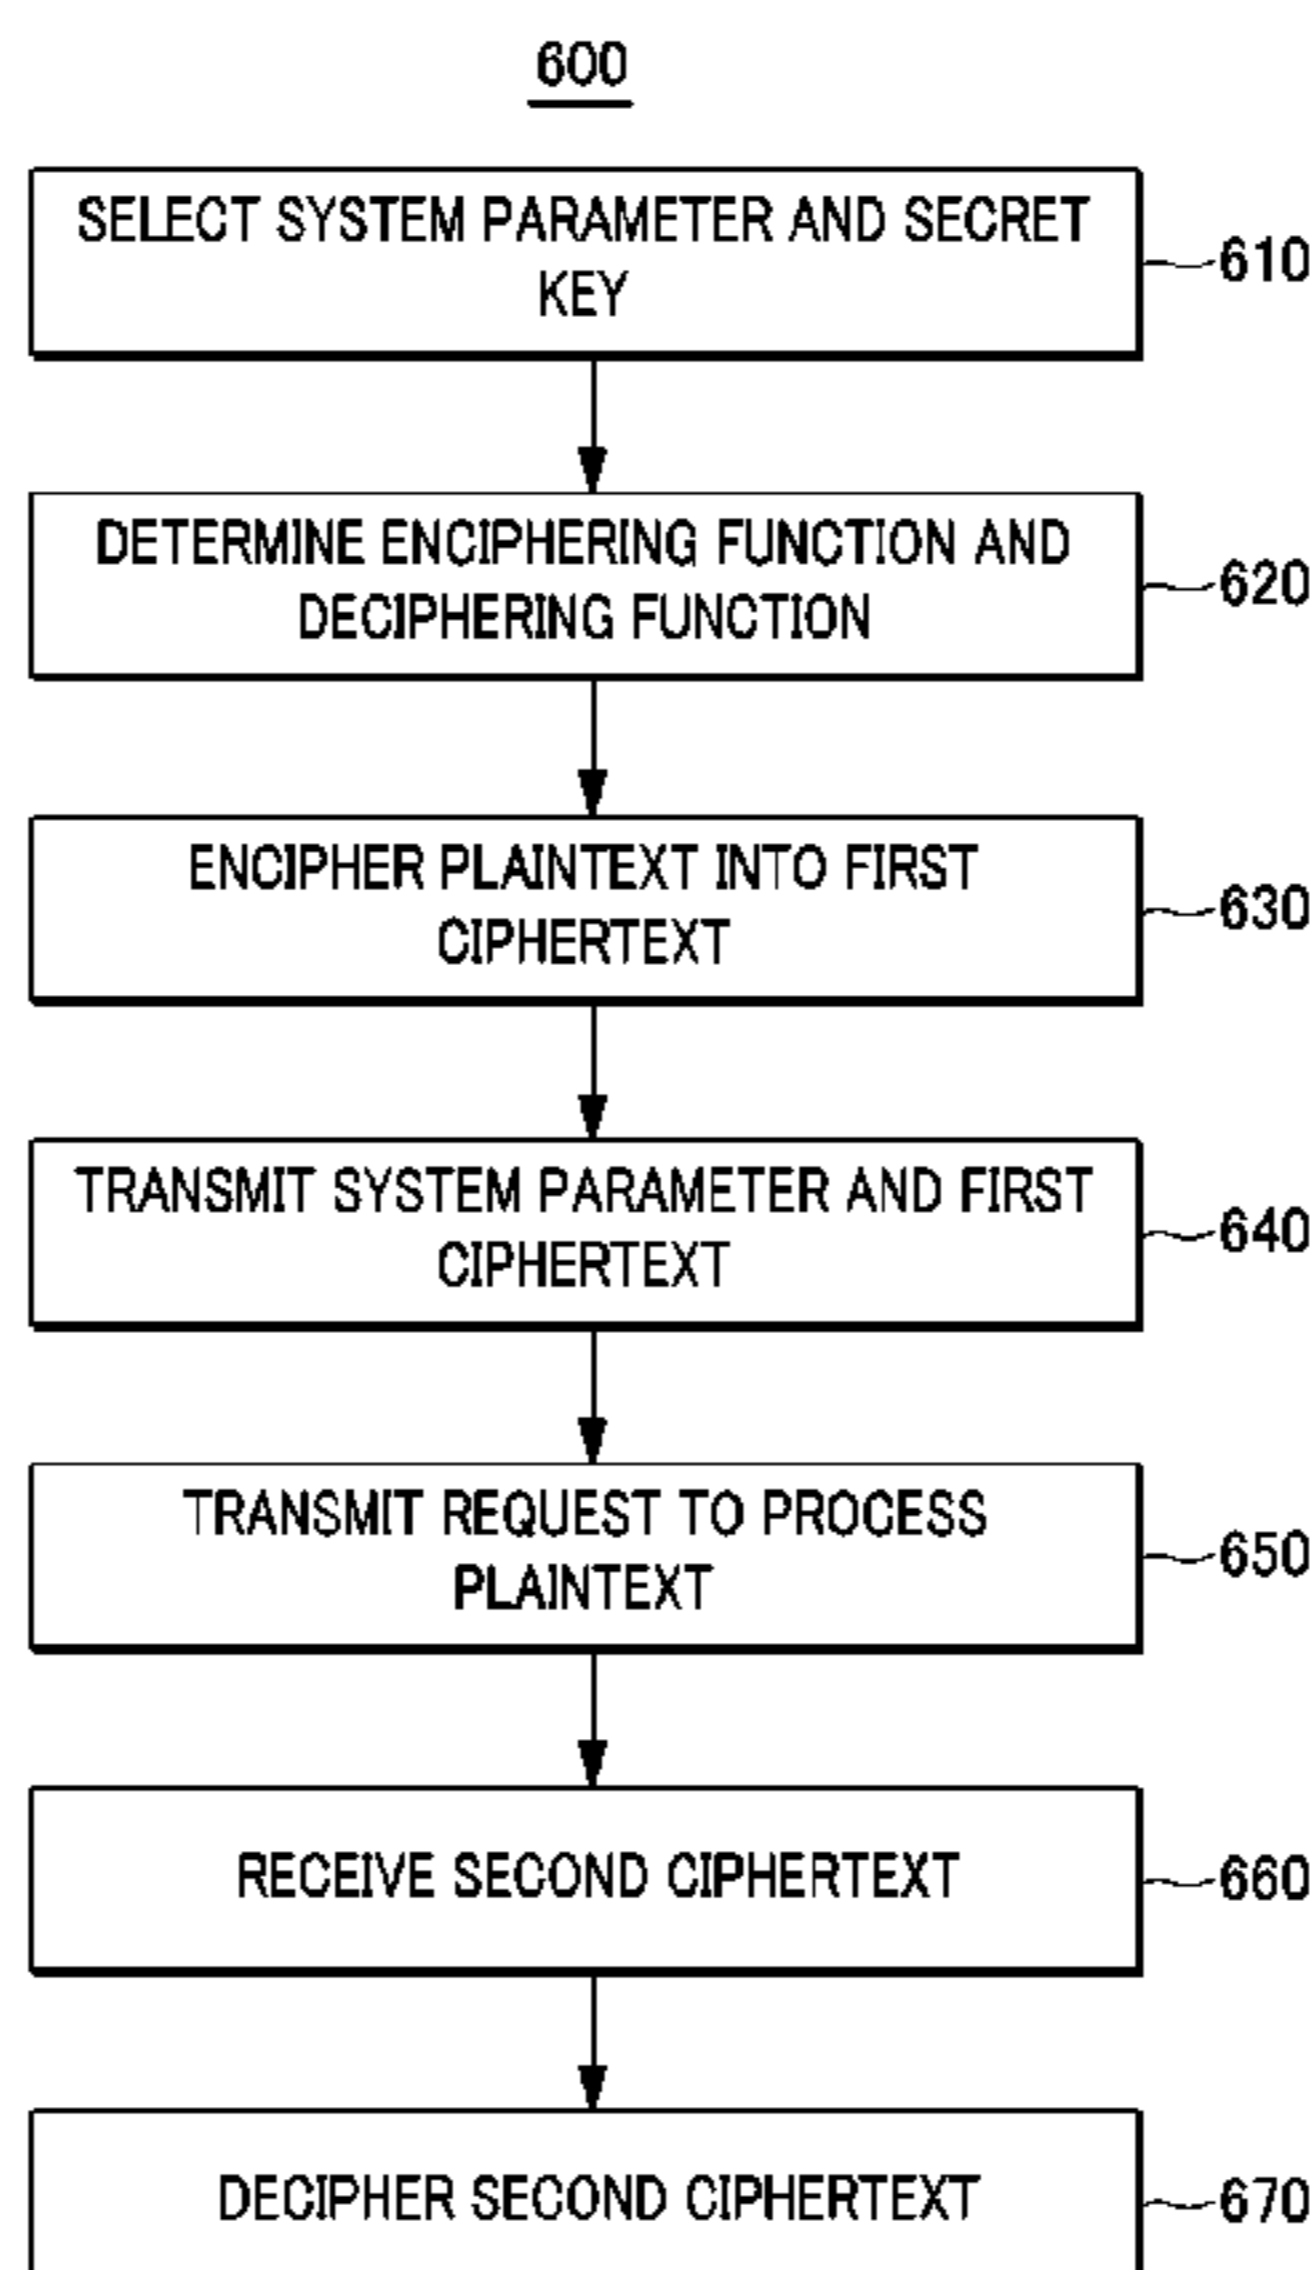 600
SELECT SYSTEM PARAMETER AND SECRET
KEY
610
DETERMINE ENCIPHERING FUNCTION AND
DECIPHERING FUNCTION
620
ENCIPHER PLAINTEXT INTO FIRST
CIPHERTEXT
630
TRANSMIT SYSTEM PARAMETER AND FIRST
CIPHERTEXT
640
TRANSMIT REQUEST TO PROCESS
PLAINTEXT
650
RECEIVE SECOND CIPHERTEXT
660
DECIPHER SECOND CIPHERTEXT
670